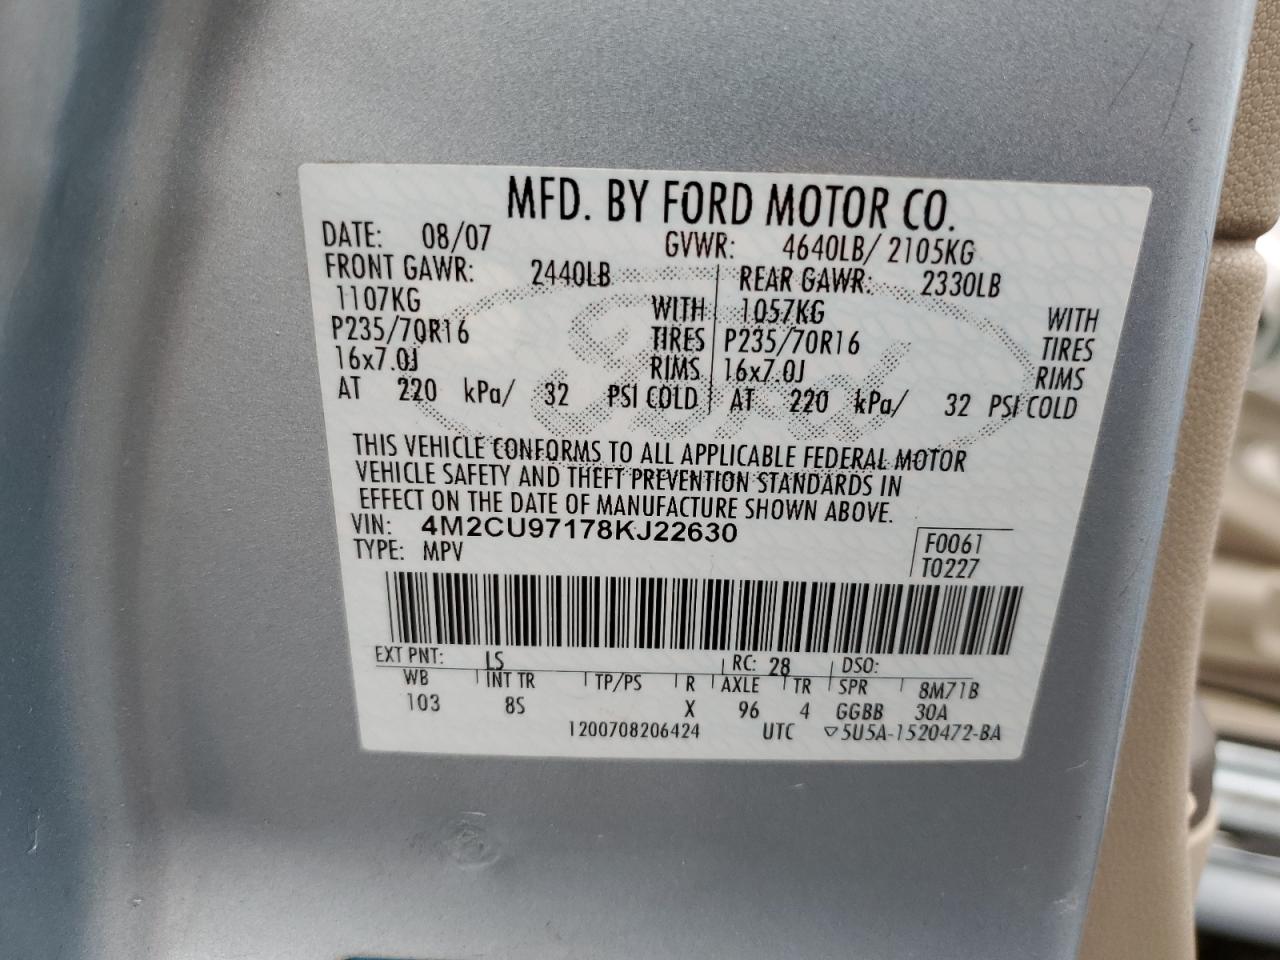 MFD. BY FORD MOTOR CO.
DATE: 08/07 GVWR: 4640LB/ 2105KG
FRONT GAWR: 2440LB REAR GAWR: 2330LB
1107KG WITH 1057KG WITH
P235/70R16 TIRES P235/70R16 TIRES
16x7.0J RIMS 16x7.0J RIMS
AT 220 kPa/ 32 PSI COLD AT 220 kPa/ 32 PSI COLD
THIS VEHICLE CONFORMS TO ALL APPLICABLE FEDERAL MOTOR
VEHICLE SAFETY AND THEFT PREVENTION STANDARDS IN
EFFECT ON THE DATE OF MANUFACTURE SHOWN ABOVE.
VIN: 4M2CU97178KJ22630 F0061
TYPE: MPV T0227
EXT PNT: LS RC: 28 DSO:
WB INT TR TP/PS R AXLE TR SPR 8M71B
103 8S X 96 4 GGBB 30A
1200708206424 UTC ▽5U5A-1520472-BA
Ford